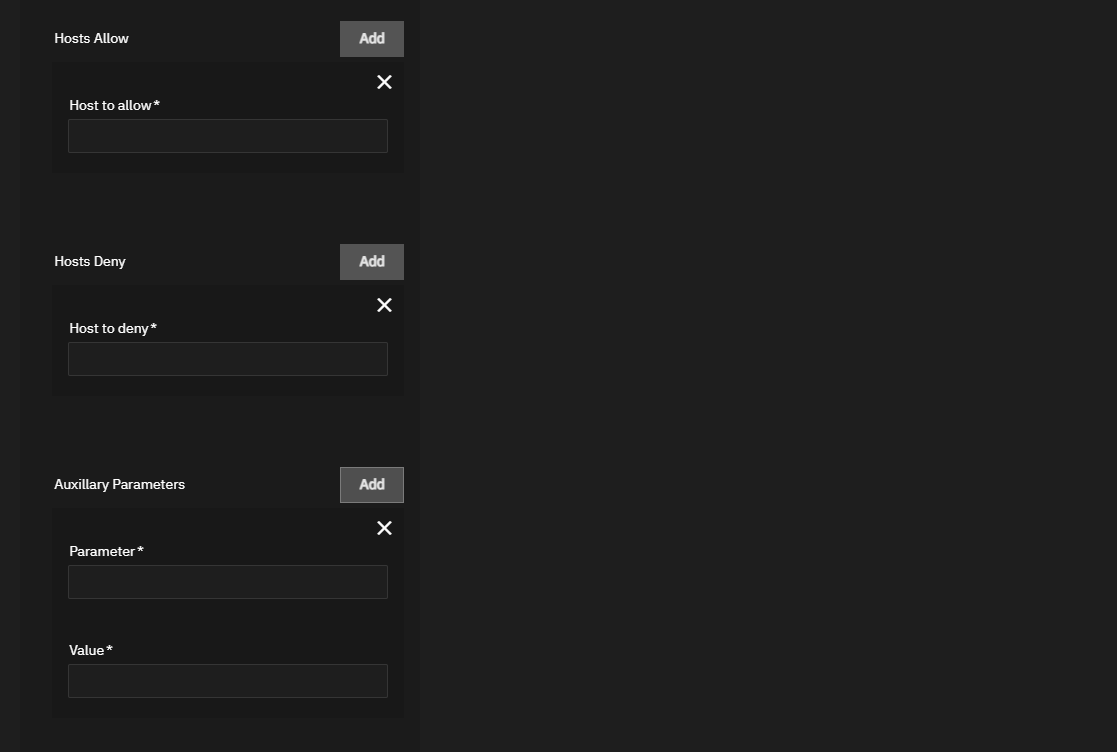 Hosts Allow
Add
Host to allow*
Hosts Deny
Add
Host to deny*
Auxillary Parameters
Add
Parameter*
Value*